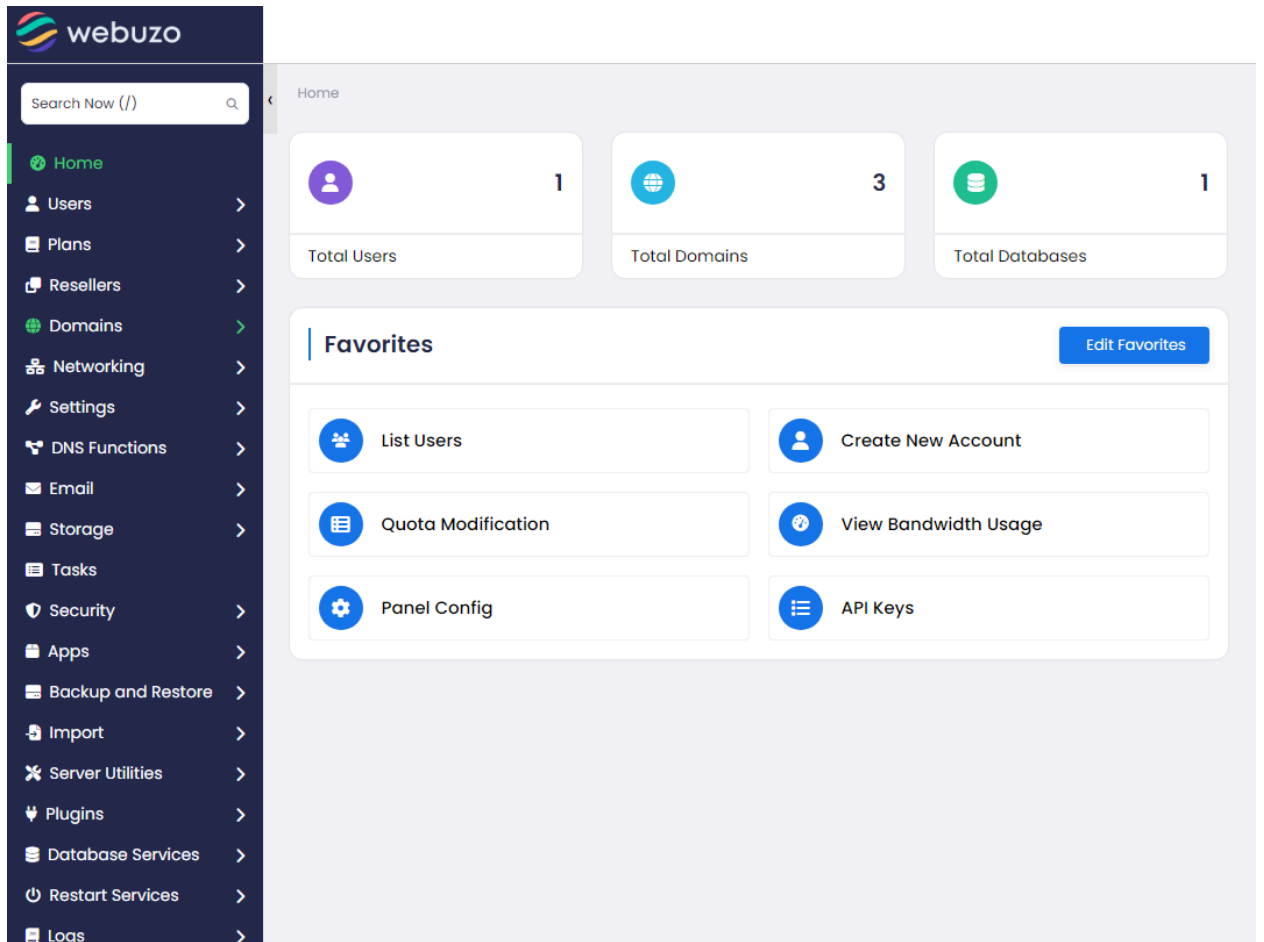 webuzo
Search Now (/)
Home
Users
Plans
Resellers
Domains
Networking
Settings
DNS Functions
Email
Storage
Tasks
Security
Apps
Backup and Restore
Import
Server Utilities
Plugins
Database Services
Restart Services
Logs
Home
1
Total Users
3
Total Domains
1
Total Databases
Favorites
Edit Favorites
List Users
Create New Account
Quota Modification
View Bandwidth Usage
Panel Config
API Keys